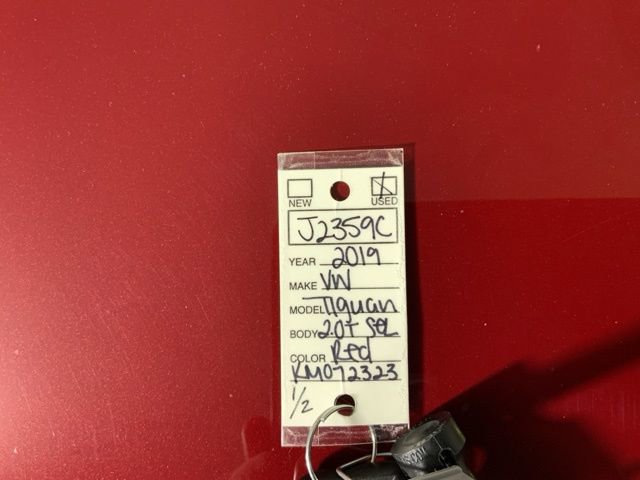 NEW USED
J2359C
YEAR 2019
MAKE VW
MODEL TIguan
BODY 2.0T SEL
COLOR Red
KM072323
1/2